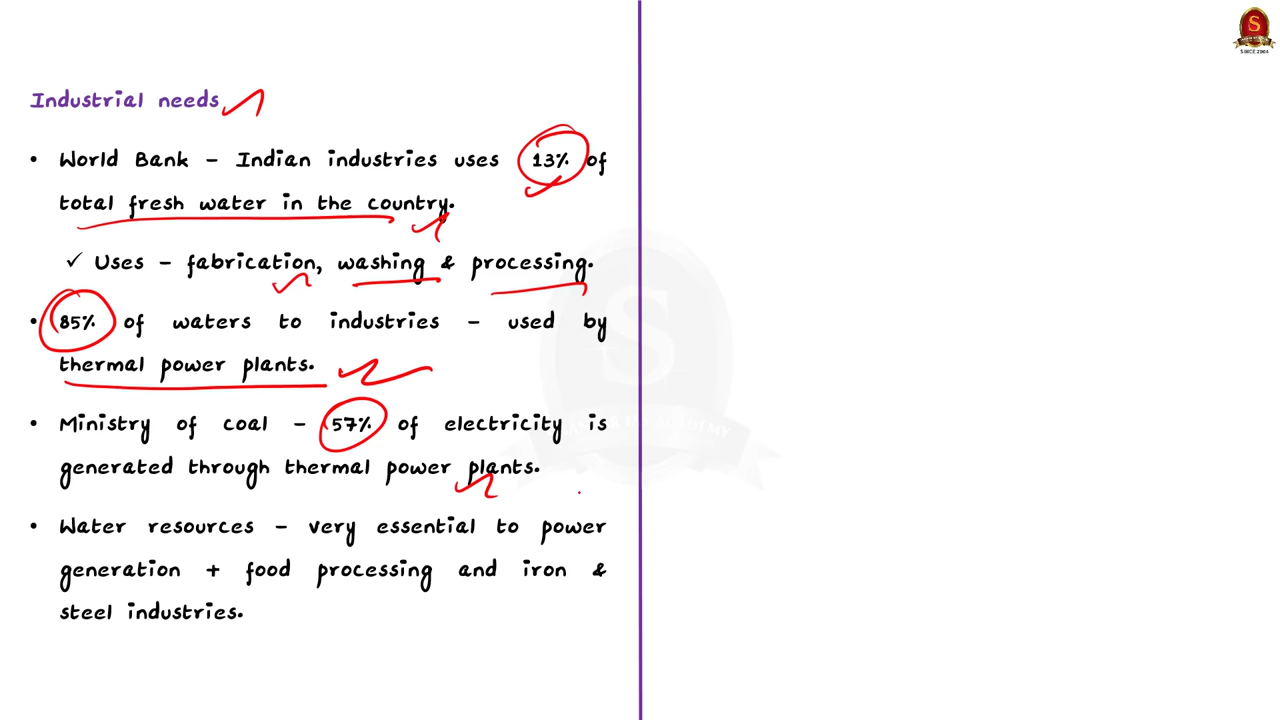 Industrial needs
• World Bank – Indian industries uses 13% of
total fresh water in the country.
✓ Uses – fabrication, washing & processing.
• 85% of waters to industries – used by
thermal power plants.
• Ministry of coal – 57% of electricity is
generated through thermal power plants.
• Water resources – very essential to power
generation + food processing and iron &
steel industries.
S
SINCE 2004